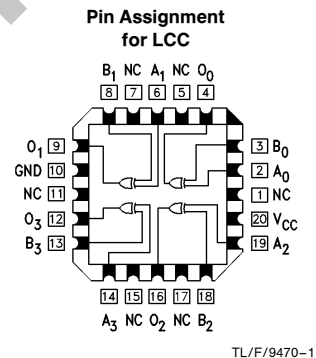 Pin Assignment
for LCC
B₁ NC A₁ NC O₀
8 7 6 5 4
O₁ 9
3 B₀
GND 10
2 A₀
NC 11
1 NC
O₃ 12
20 V_CC
B₃ 13
19 A₂
14 15 16 17 18
A₃ NC O₂ NC B₂
TL/F/9470–1